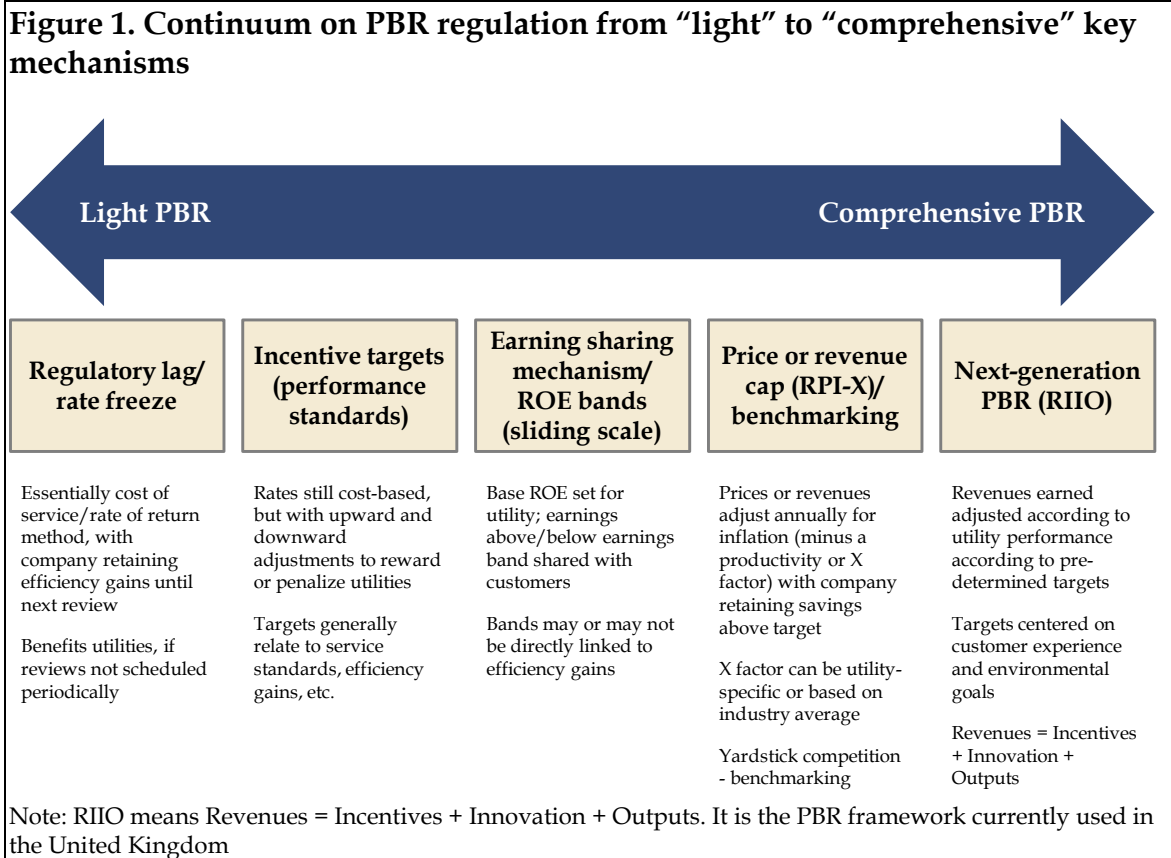 Figure 1. Continuum on PBR regulation from “light” to “comprehensive” key
mechanisms
Light PBR
Comprehensive PBR
Regulatory lag/
rate freeze
Incentive targets
(performance
standards)
Earning sharing
mechanism/
ROE bands
(sliding scale)
Price or revenue
cap (RPI-X)/
benchmarking
Next-generation
PBR (RIIO)
Essentially cost of
service/rate of return
method, with
company retaining
efficiency gains until
next review
Benefits utilities, if
reviews not scheduled
periodically
Rates still cost-based,
but with upward and
downward
adjustments to reward
or penalize utilities
Targets generally
relate to service
standards, efficiency
gains, etc.
Base ROE set for
utility; earnings
above/below earnings
band shared with
customers
Bands may or may not
be directly linked to
efficiency gains
Prices or revenues
adjust annually for
inflation (minus a
productivity or X
factor) with company
retaining savings
above target
X factor can be utility-
specific or based on
industry average
Yardstick competition
- benchmarking
Revenues earned
adjusted according to
utility performance
according to pre-
determined targets
Targets centered on
customer experience
and environmental
goals
Revenues = Incentives
+ Innovation +
Outputs
Note: RIIO means Revenues = Incentives + Innovation + Outputs. It is the PBR framework currently used in
the United Kingdom